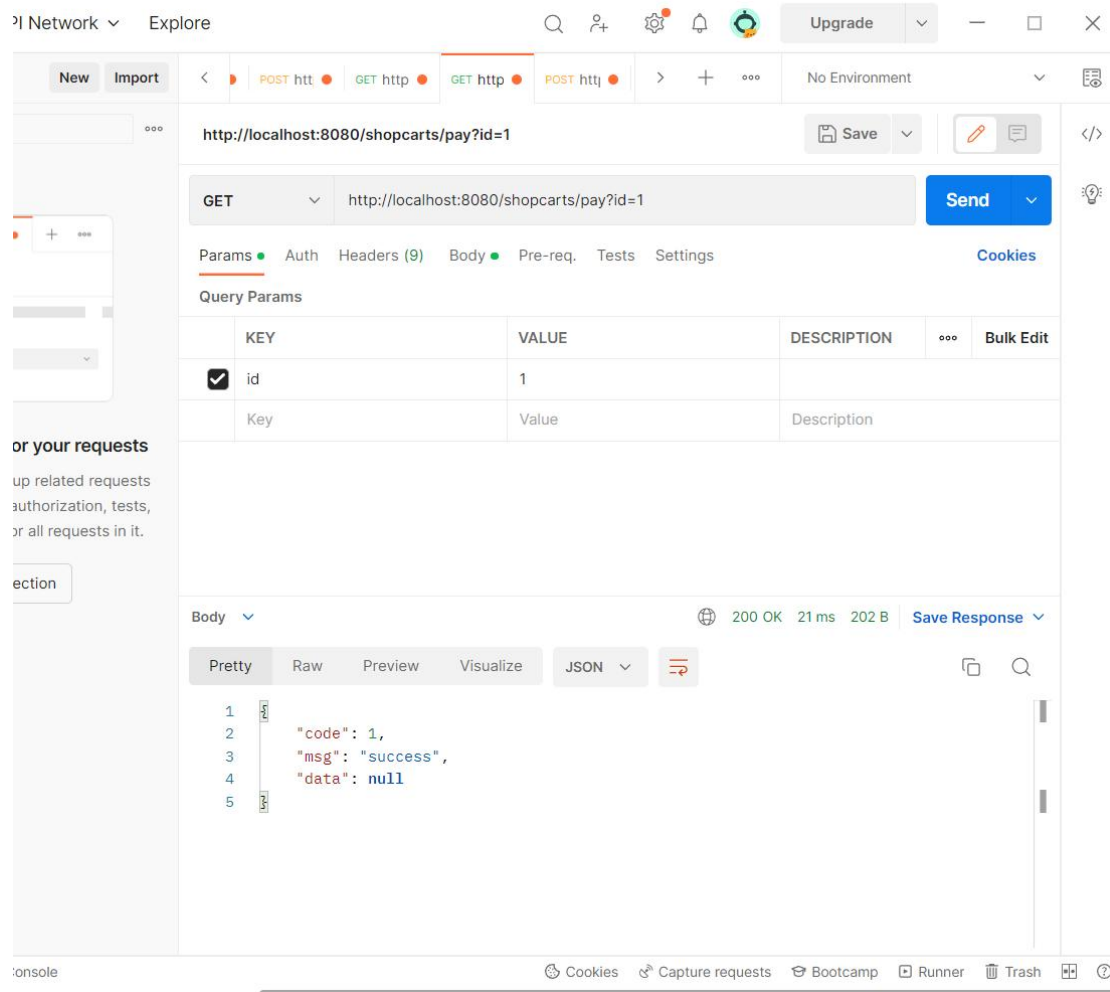 PI Network Explore Upgrade
New Import POST htt GET http GET http POST htt No Environment
http://localhost:8080/shopcarts/pay?id=1 Save
GET http://localhost:8080/shopcarts/pay?id=1 Send
Params Auth Headers (9) Body Pre-req. Tests Settings Cookies
Query Params
KEY VALUE DESCRIPTION Bulk Edit
id 1
Key Value Description
or your requests
up related requests
authorization, tests,
or all requests in it.
ection
Body 200 OK 21 ms 202 B Save Response
Pretty Raw Preview Visualize JSON
1 {
2 "code": 1,
3 "msg": "success",
4 "data": null
5 }
Console Cookies Capture requests Bootcamp Runner Trash